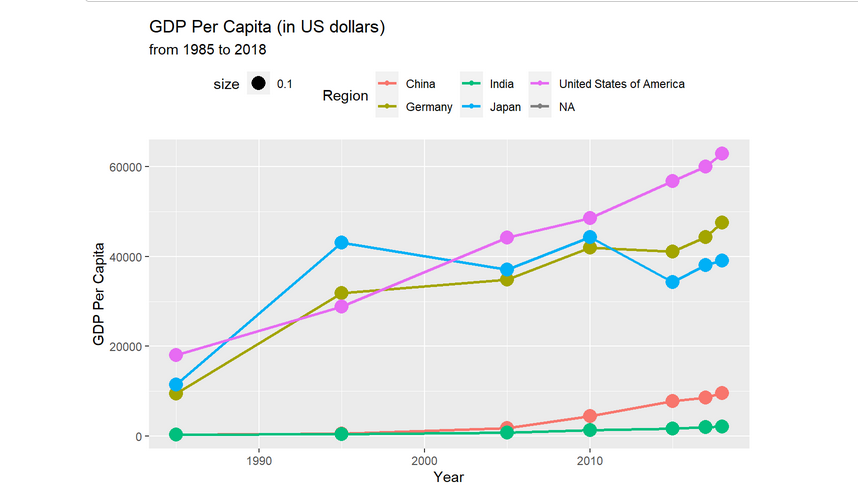 GDP Per Capita (in US dollars)
from 1985 to 2018
size 0.1
Region China India United States of America
Germany Japan NA
60000
40000
20000
0
GDP Per Capita
1990 2000 2010
Year